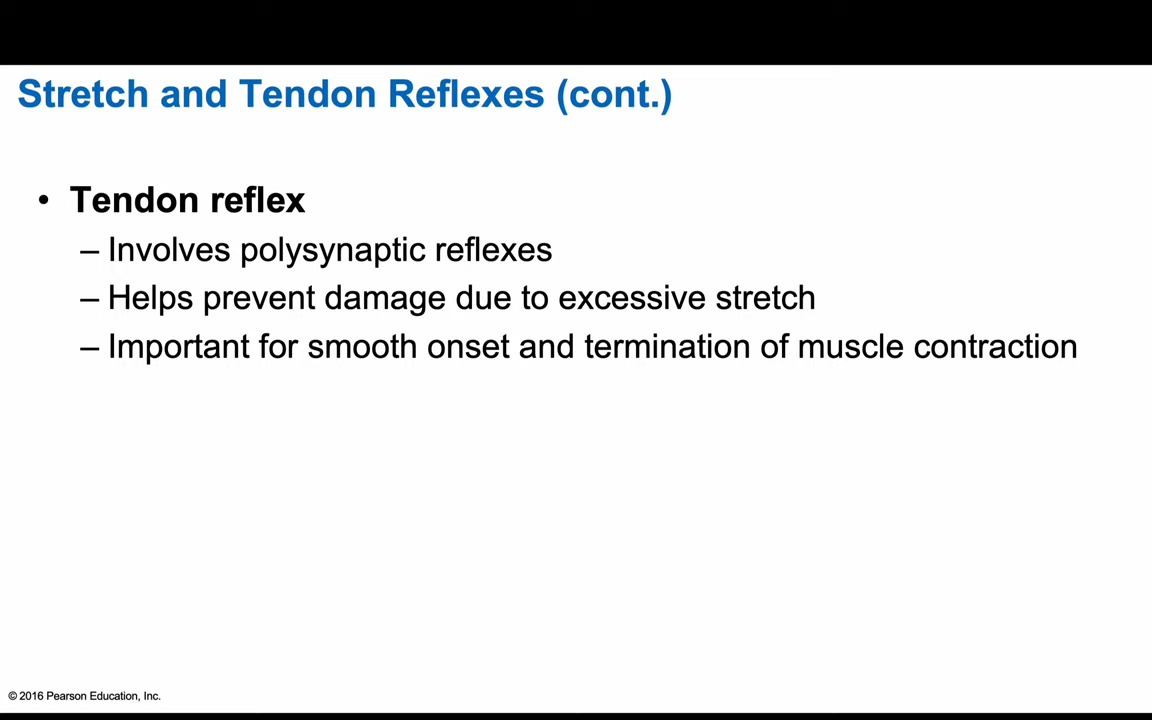 Stretch and Tendon Reflexes (cont.)
• Tendon reflex
– Involves polysynaptic reflexes
– Helps prevent damage due to excessive stretch
– Important for smooth onset and termination of muscle contraction
© 2016 Pearson Education, Inc.